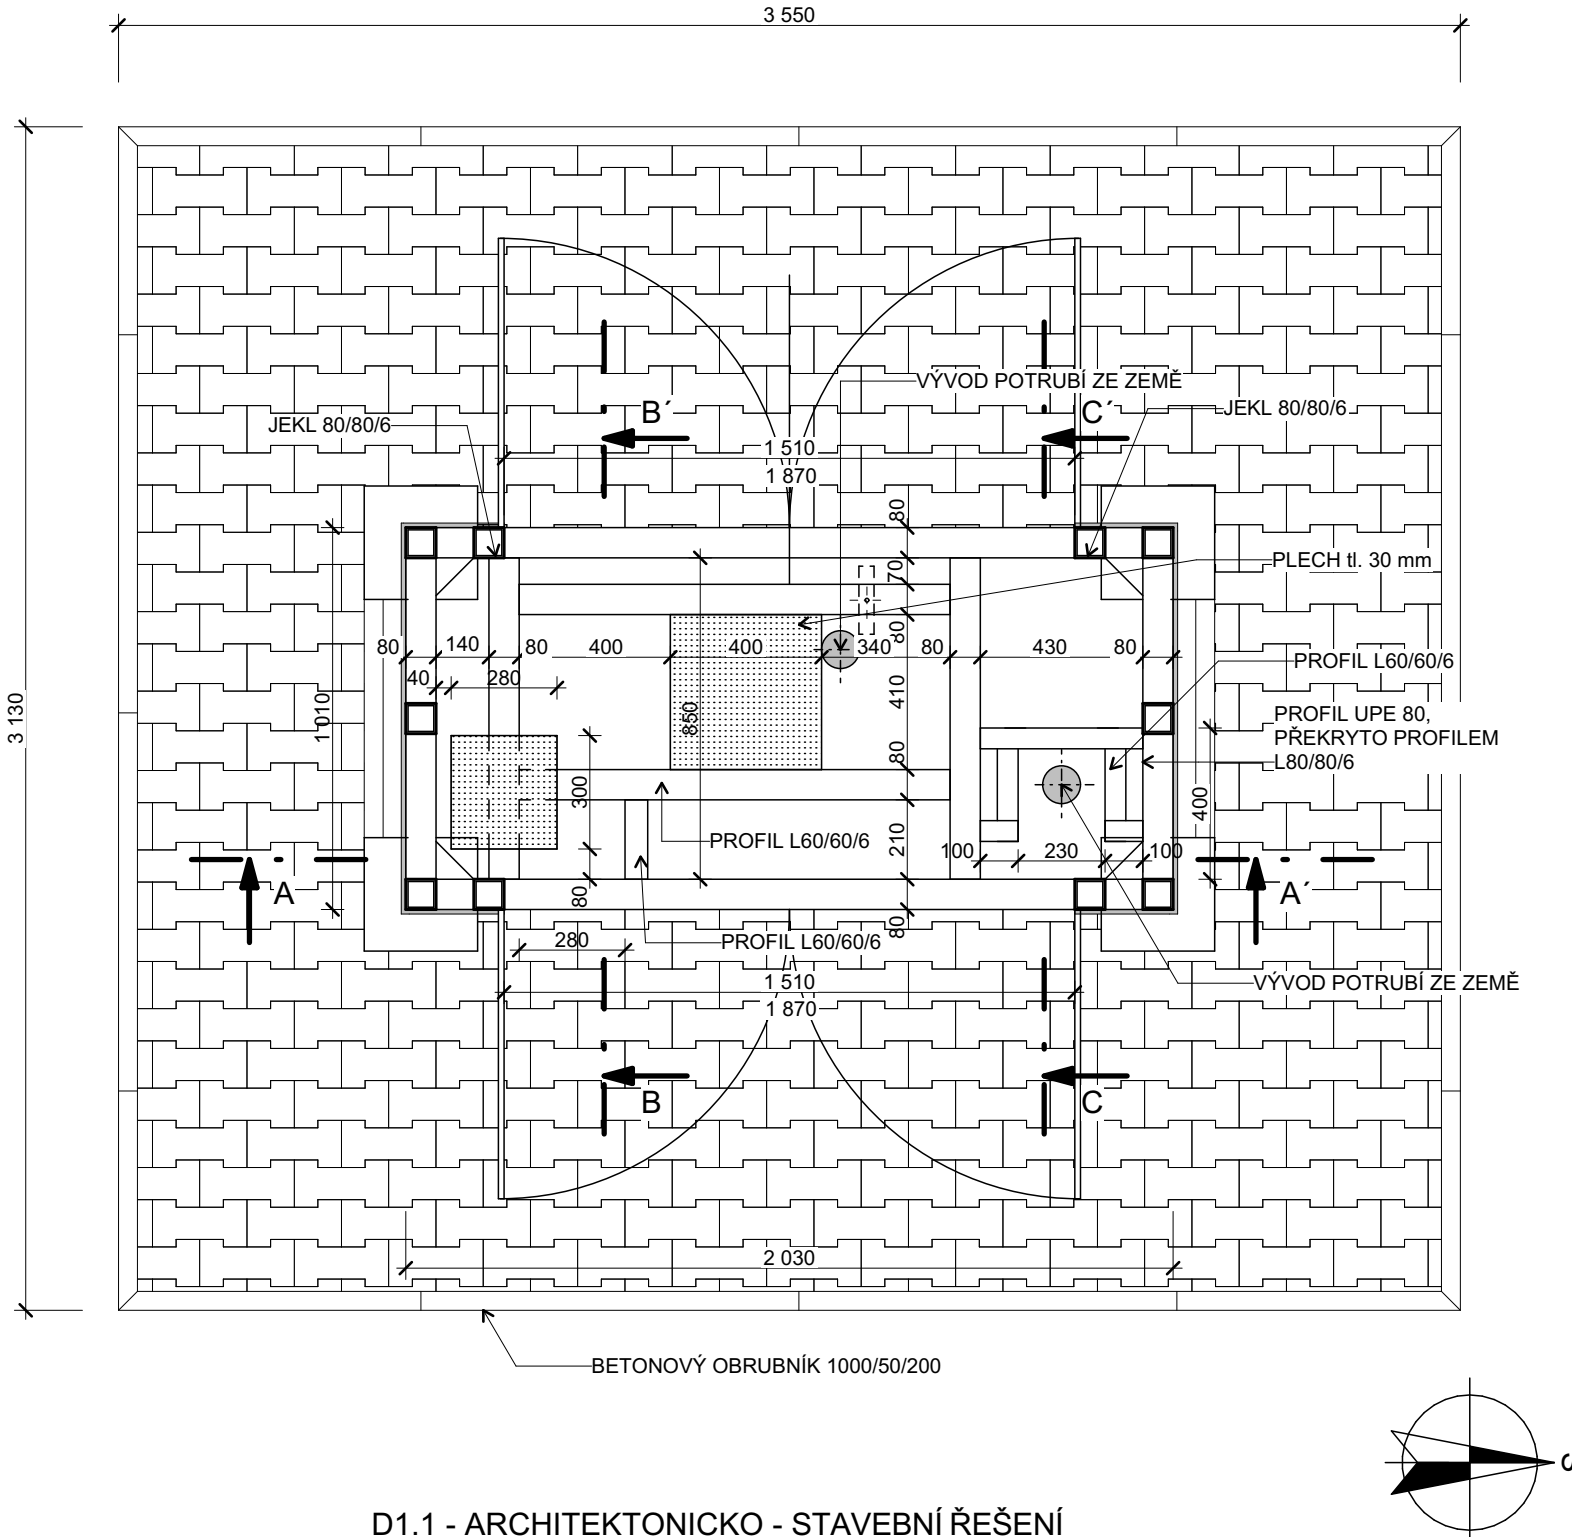 3 550
3 130
VÝVOD POTRUBÍ ZE ZEMĚ
JEKL 80/80/6
B´
C´
JEKL 80/80/6
1 510
1 870
80
70
PLECH tl. 30 mm
80
80
140
80
400
400
340
80
430
80
PROFIL L60/60/6
40
280
410
1 010
850
PROFIL UPE 80,
PŘEKRYTO PROFILEM
L80/80/6
80
300
400
PROFIL L60/60/6
210
100
230
100
A
A´
80
80
280
PROFIL L60/60/6
1 510
1 870
VÝVOD POTRUBÍ ZE ZEMĚ
B
C
2 030
BETONOVÝ OBRUBNÍK 1000/50/200
D1.1 - ARCHITEKTONICKO - STAVEBNÍ ŘEŠENÍ